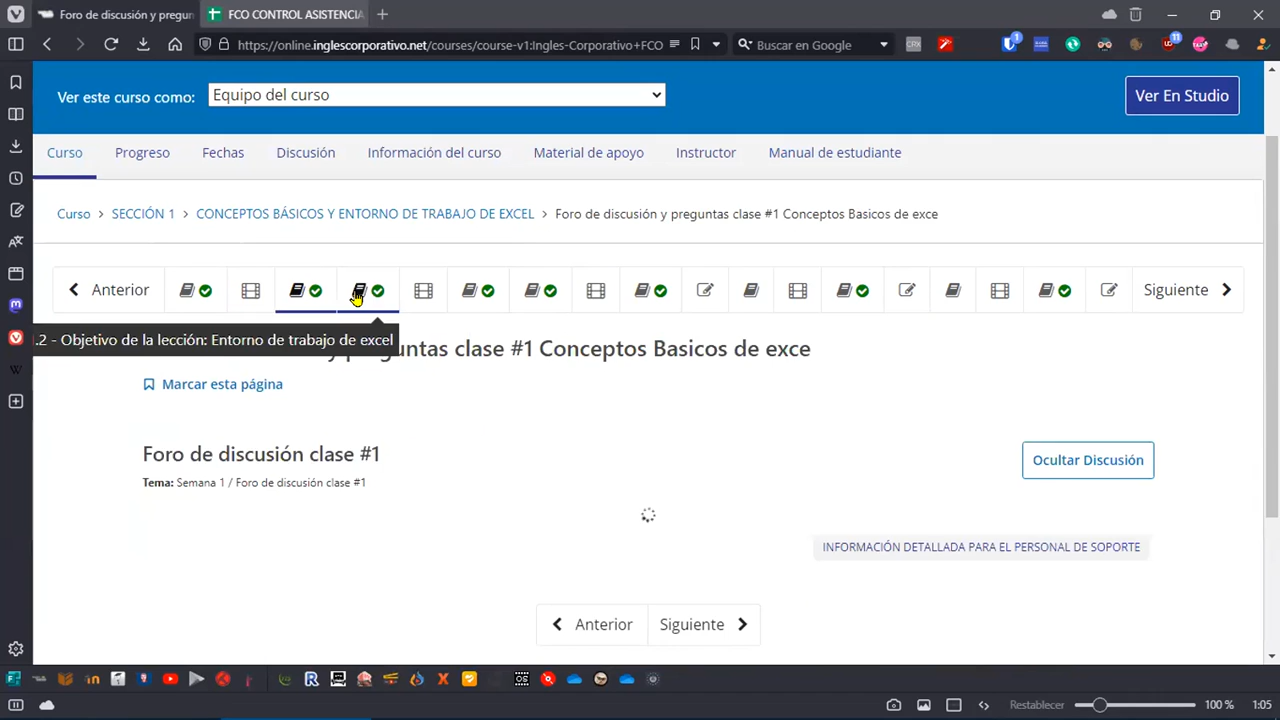 Foro de discusión y pregun
FCO CONTROL ASISTENCIA
https://online.inglescorporativo.net/courses/course-v1:Ingles-Corporativo+FCO
Buscar en Google
CRX
1
11
Ver este curso como:
Equipo del curso
Ver En Studio
Curso
Progreso
Fechas
Discusión
Información del curso
Material de apoyo
Instructor
Manual de estudiante
Curso > SECCIÓN 1 > CONCEPTOS BÁSICOS Y ENTORNO DE TRABAJO DE EXCEL > Foro de discusión y preguntas clase #1 Conceptos Basicos de exce
Anterior
Siguiente
.2 - Objetivo de la lección: Entorno de trabajo de excel
y preguntas clase #1 Conceptos Basicos de exce
Marcar esta página
Foro de discusión clase #1
Ocultar Discusión
Tema: Semana 1 / Foro de discusión clase #1
INFORMACIÓN DETALLADA PARA EL PERSONAL DE SOPORTE
Anterior
Siguiente
Restablecer
100 %
1:05